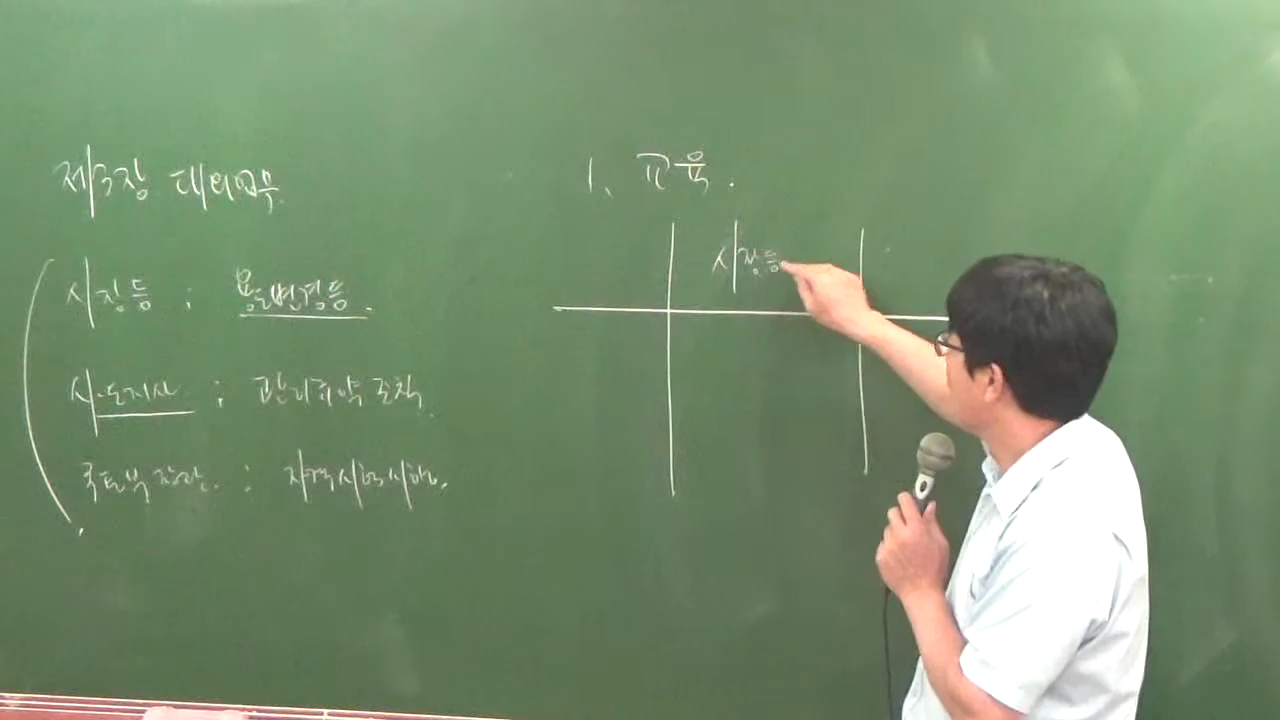 제3장 대외업무
시장등 : 용도변경등.
시·도지사 : 관리규약 준칙.
국토부장관. : 자격시험시행.
1. 교육.
시장등